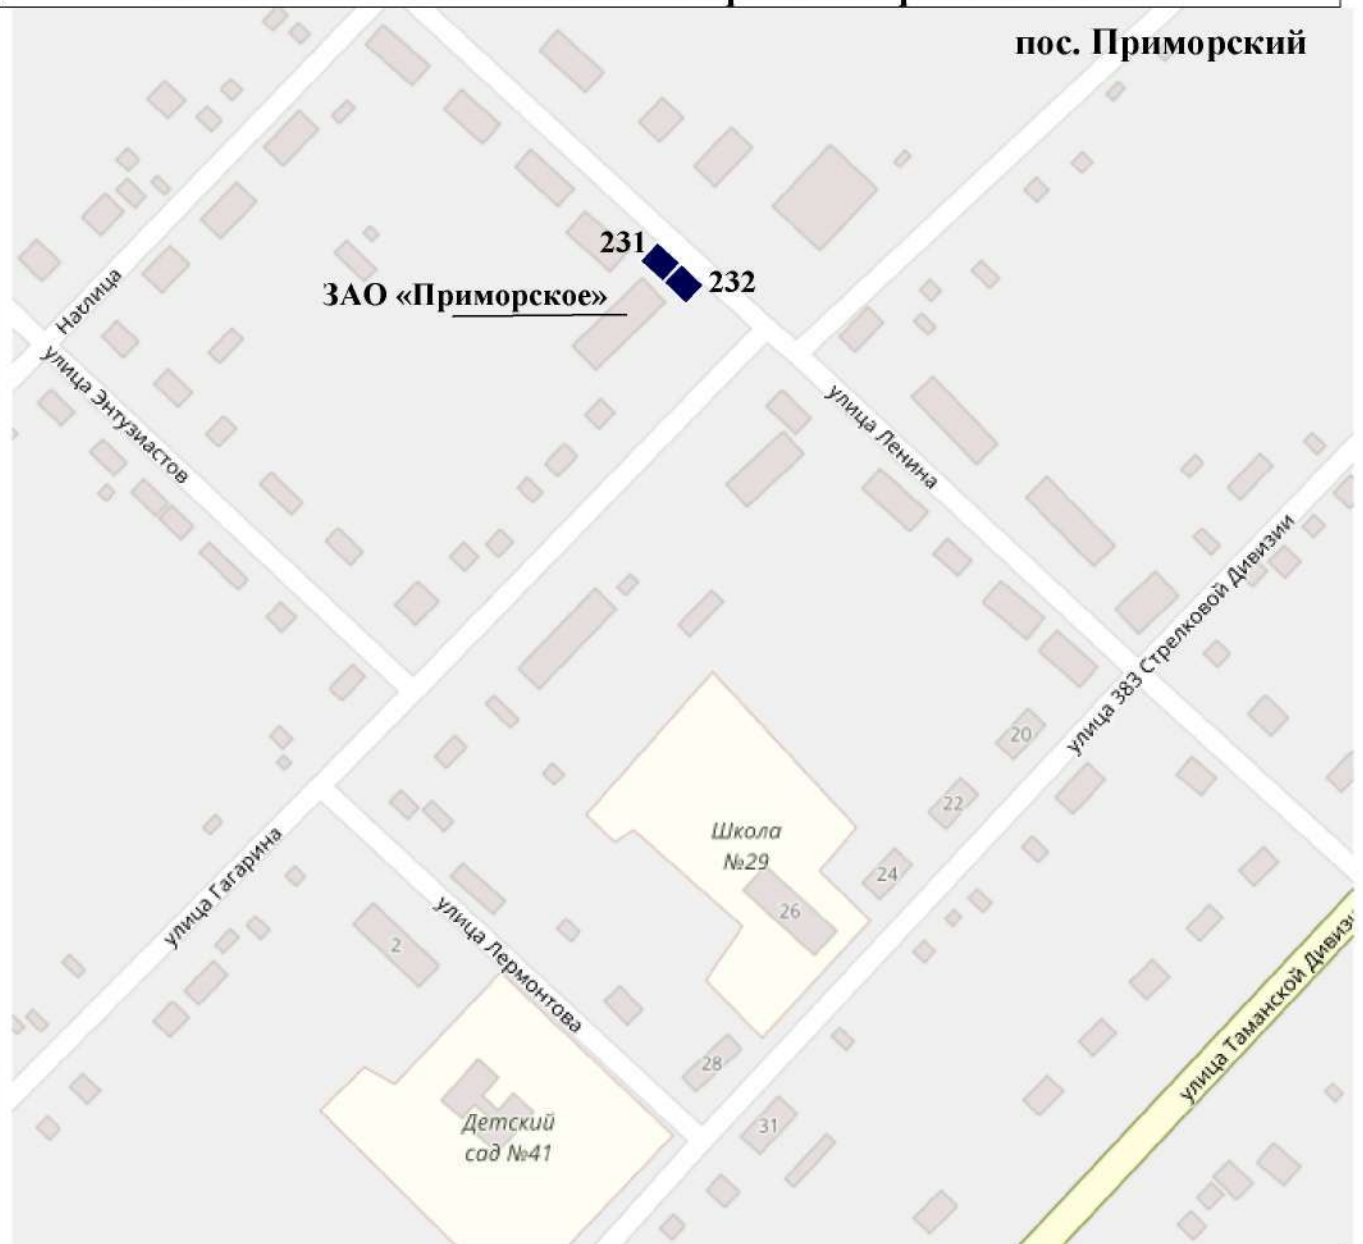 пос. Приморский
231
232
ЗАО «Приморское»
улица Энтузиастов
улица Ленина
улица 383 Стрелковой Дивизии
20
22
Школа
№29
24
26
улица Гагарина
2
улица Лермонтова
28
улица Таманской Дивизи
31
Детский
сад №41